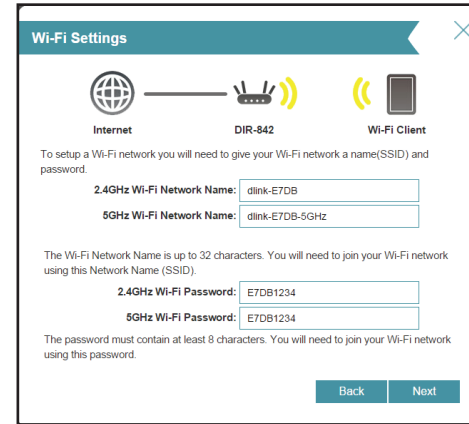 Wi-Fi Settings
Internet DIR-842 Wi-Fi Client
To setup a Wi-Fi network you will need to give your Wi-Fi network a name(SSID) and
password.
2.4GHz Wi-Fi Network Name: dlink-E7DB
5GHz Wi-Fi Network Name: dlink-E7DB-5GHz
The Wi-Fi Network Name is up to 32 characters. You will need to join your Wi-Fi network
using this Network Name (SSID).
2.4GHz Wi-Fi Password: E7DB1234
5GHz Wi-Fi Password: E7DB1234
The password must contain at least 8 characters. You will need to join your Wi-Fi network
using this password.
Back Next